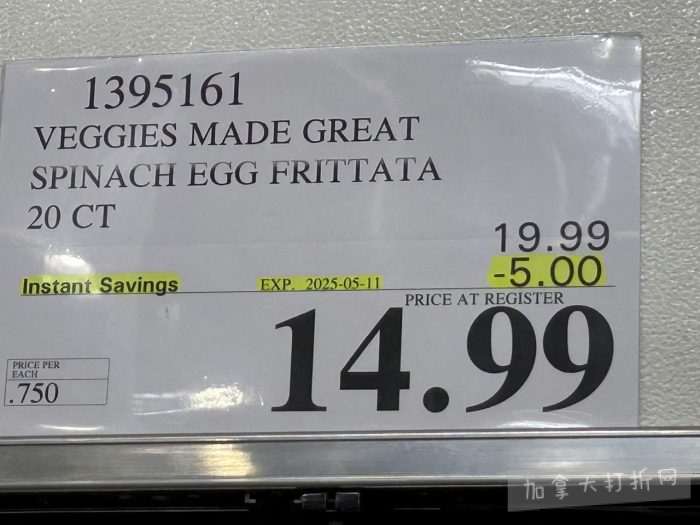 1395161
VEGGIES MADE GREAT
SPINACH EGG FRITTATA
20 CT
19.99
Instant Savings EXP. 2025-05-11 -5.00
PRICE AT REGISTER
14.99
PRICE PER
EACH
.750
加拿大打折网